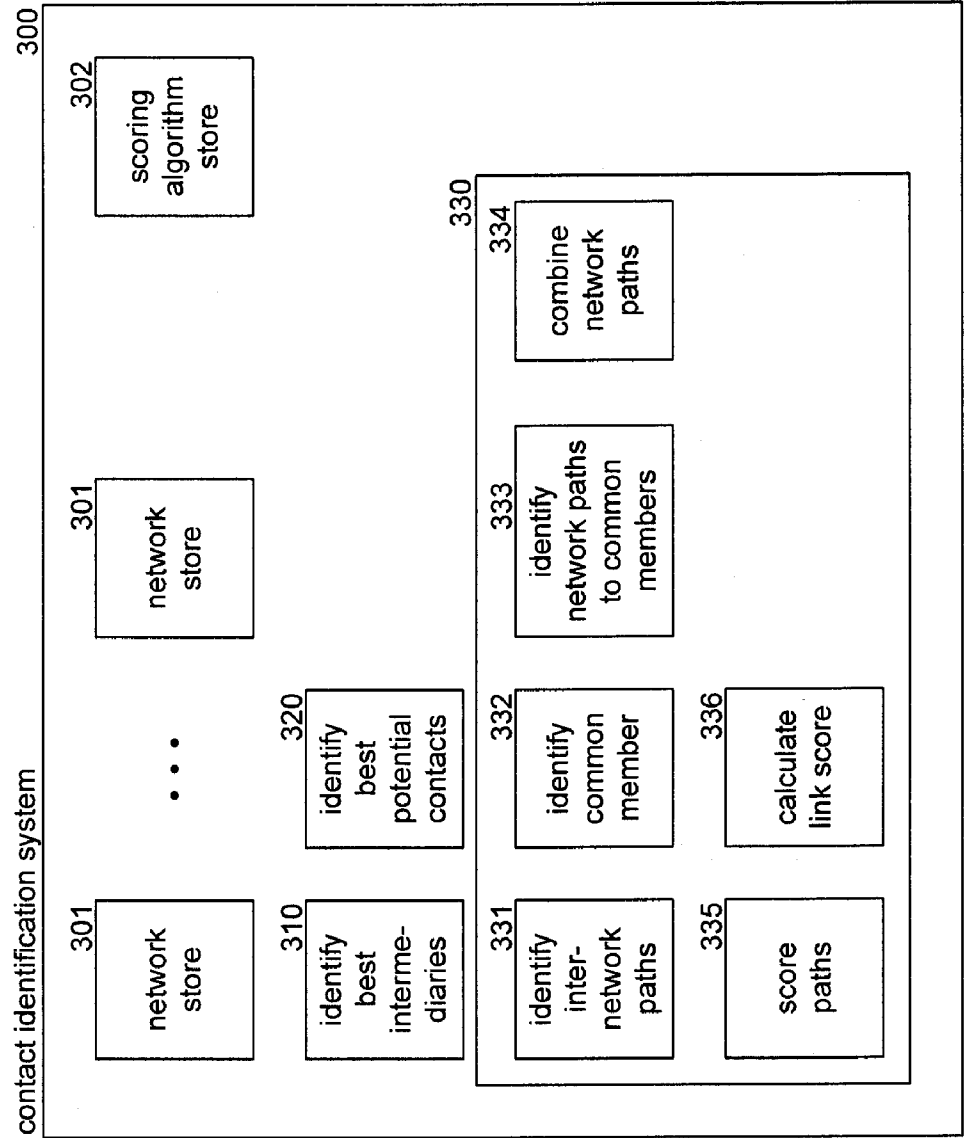 contact identification system
300
301
network
store
• • •
301
network
store
302
scoring
algorithm
store
310
identify
best
interme-
diaries
320
identify
best
potential
contacts
330
331
identify
inter-
network
paths
332
identify
common
member
333
identify
network paths
to common
members
334
combine
network
paths
335
score
paths
336
calculate
link score